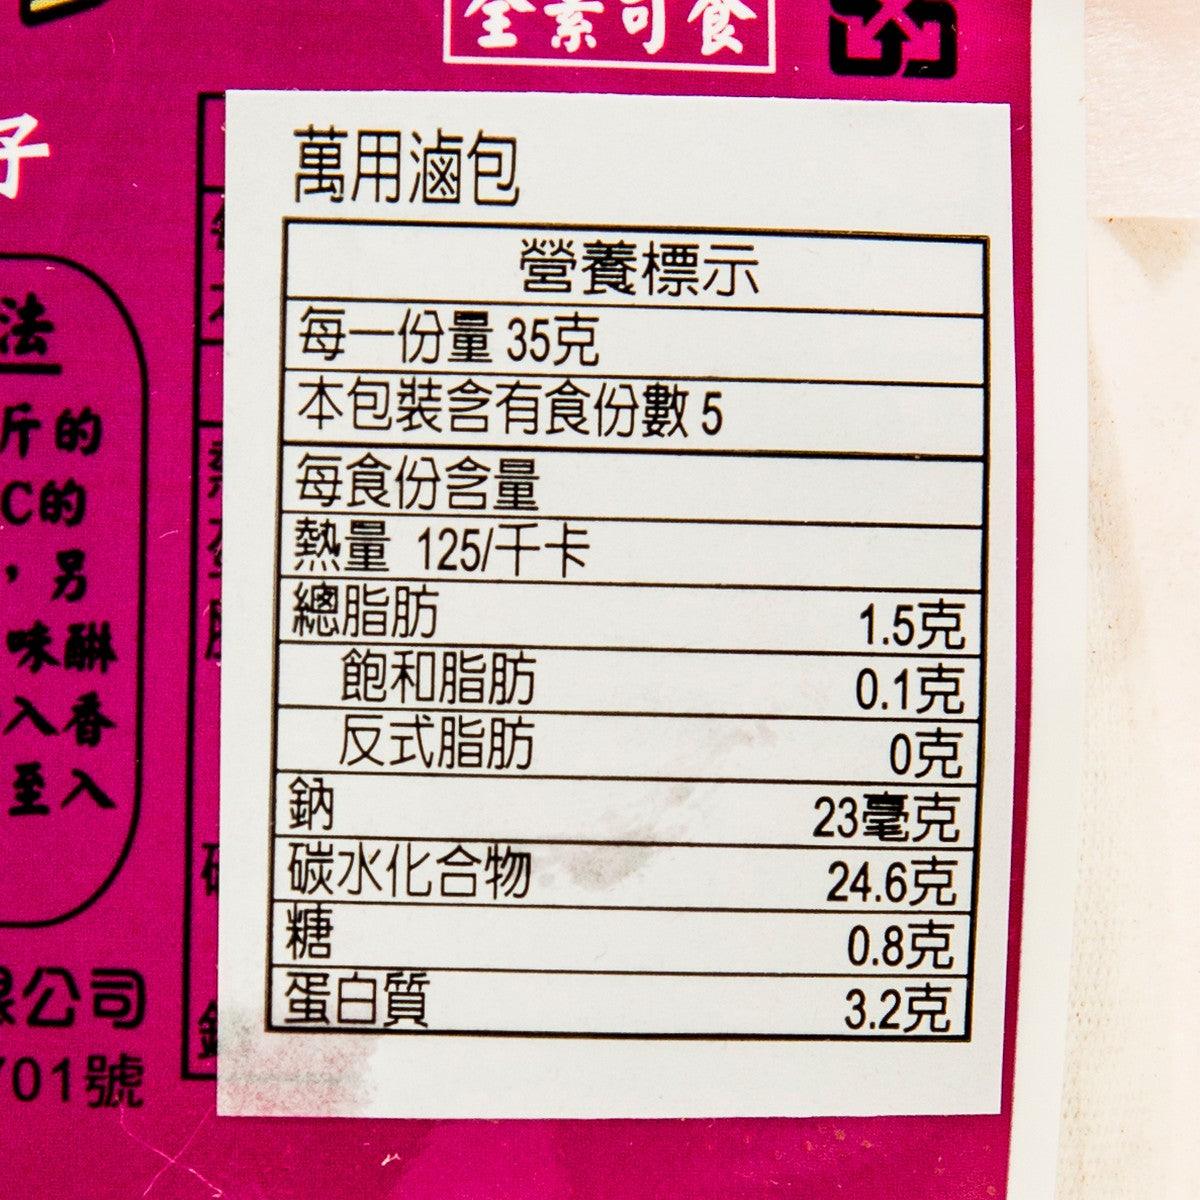 全素可食
萬用滷包
營養標示
每一份量 35克
本包裝含有食份數 5
每食份含量
熱量 125/千卡
總脂肪 1.5克
飽和脂肪 0.1克
反式脂肪 0克
鈉 23毫克
碳水化合物 24.6克
糖 0.8克
蛋白質 3.2克
仔
法
斤的
C的
，另
味醂
入香
至入
限公司
701號